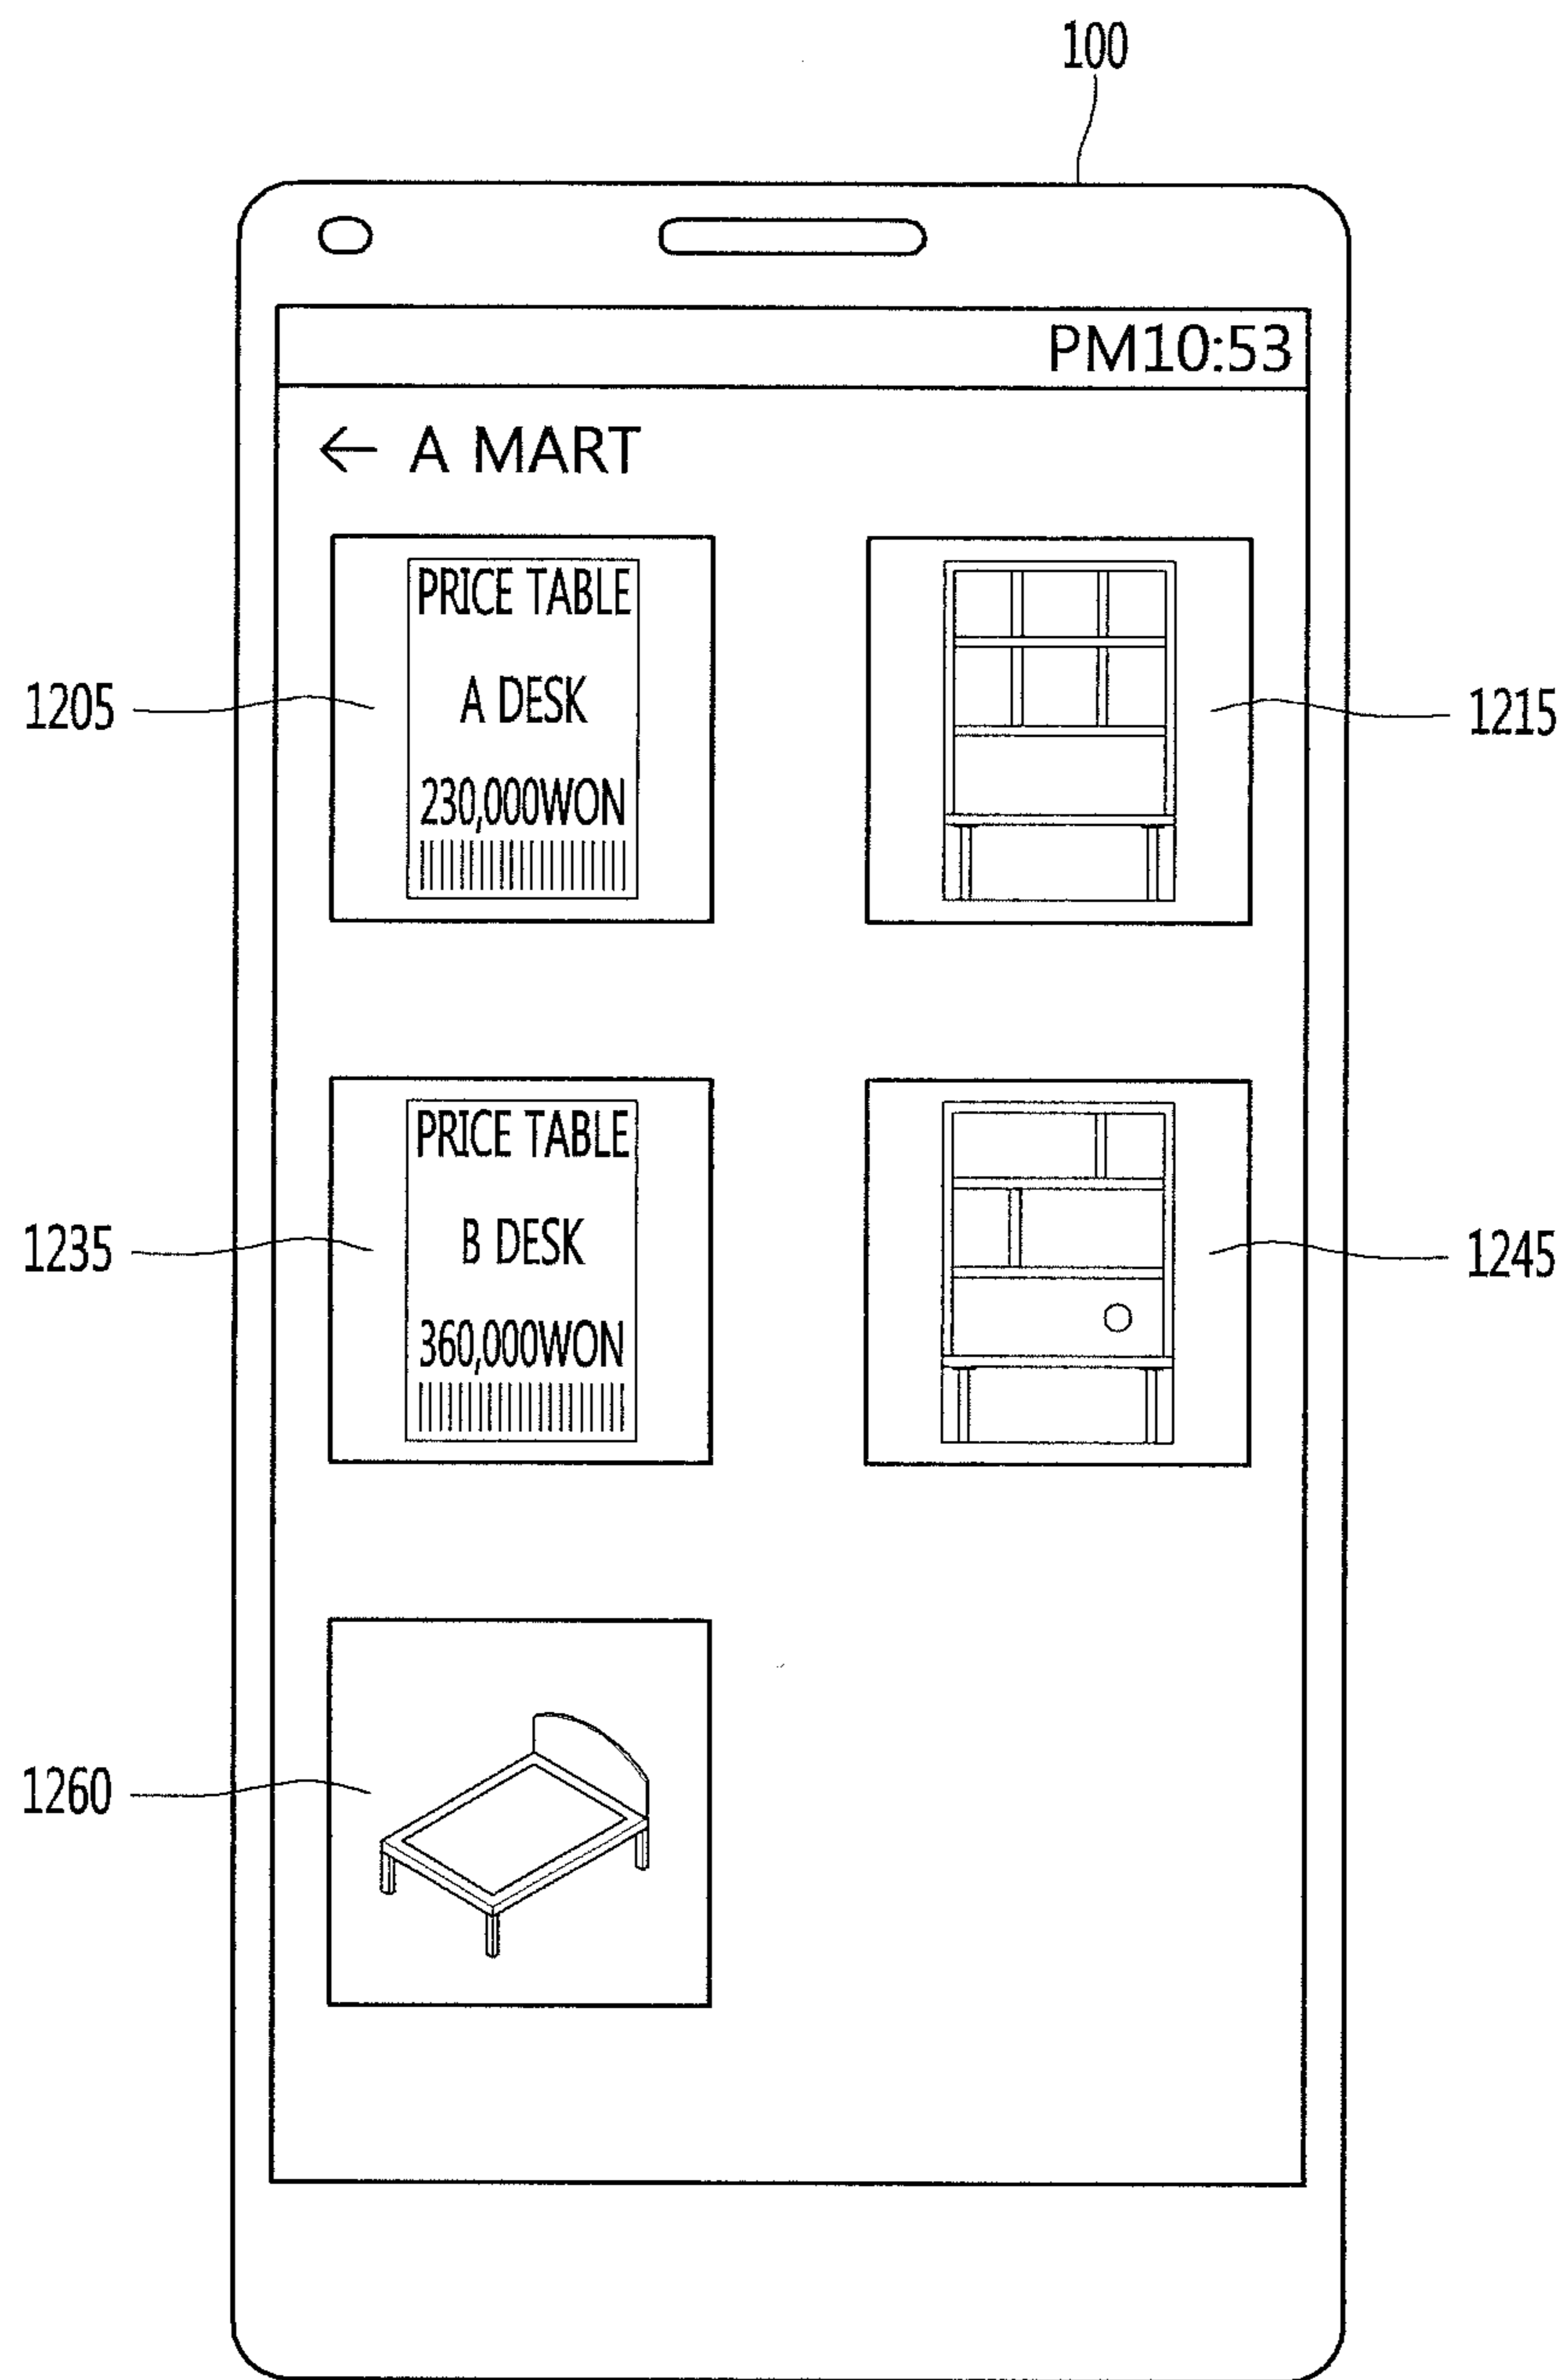 100
PM10:53
← A MART
PRICE TABLE
A DESK
230,000WON
1205
1215
PRICE TABLE
B DESK
360,000WON
1235
1245
1260